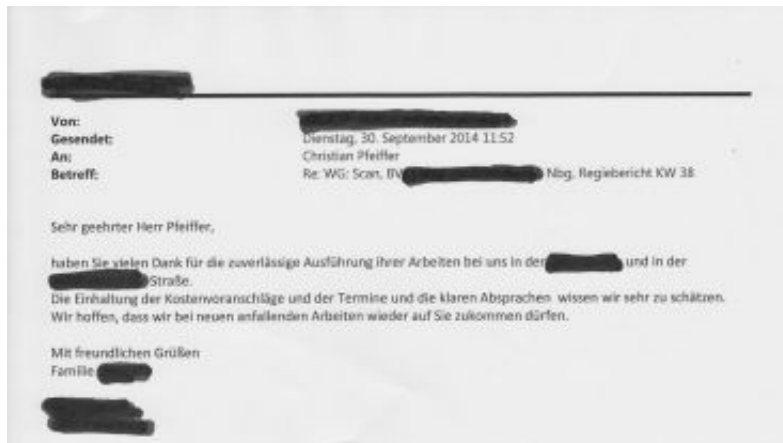 Von:
Gesendet: Dienstag, 30. September 2014 11:52
An: Christian Pfeiffer
Betreff: Re: WG: Scan, BV Nbg, Regiebericht KW 38
Sehr geehrter Herr Pfeiffer,
haben Sie vielen Dank für die zuverlässige Ausführung ihrer Arbeiten bei uns in der und in der
Straße.
Die Einhaltung der Kostenvoranschläge und der Termine und die klaren Absprachen wissen wir sehr zu schätzen.
Wir hoffen, dass wir bei neuen anfallenden Arbeiten wieder auf Sie zukommen dürfen.
Mit freundlichen Grüßen
Familie